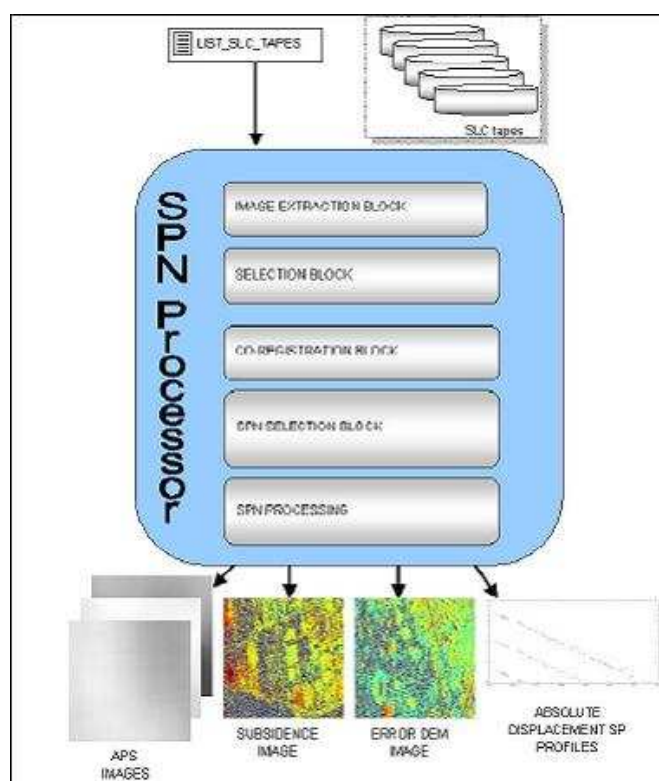 LIST_SLC_TAPES
SLC tapes
SPN Processor
IMAGE EXTRACTION BLOCK
SELECTION BLOCK
CO-REGISTRATION BLOCK
SPN SELECTION BLOCK
SPN PROCESSING
APS
IMAGES
SUBSIDENCE
IMAGE
ERROR DEM
IMAGE
ABSOLUTE
DISPLACEMENT SP
PROFILES